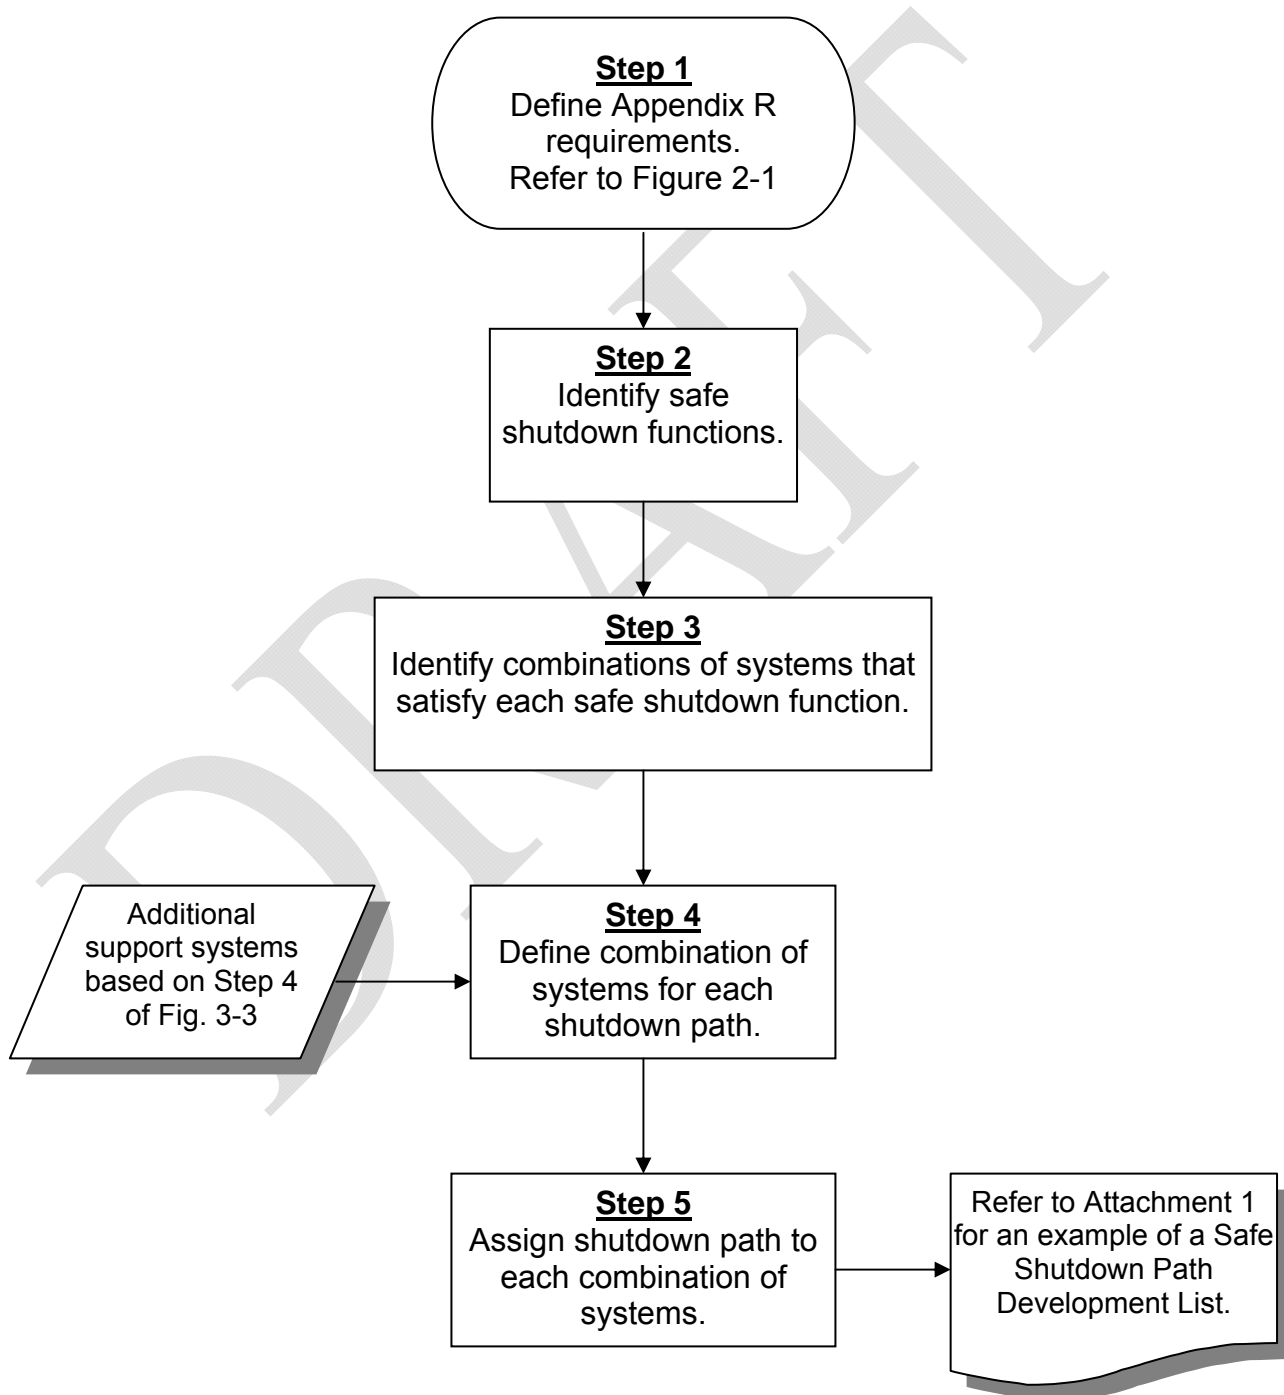 DRAFT
Step 1
Define Appendix R
requirements.
Refer to Figure 2-1
Step 2
Identify safe
shutdown functions.
Step 3
Identify combinations of systems that
satisfy each safe shutdown function.
Additional
support systems
based on Step 4
of Fig. 3-3
Step 4
Define combination of
systems for each
shutdown path.
Step 5
Assign shutdown path to
each combination of
systems.
Refer to Attachment 1
for an example of a Safe
Shutdown Path
Development List.